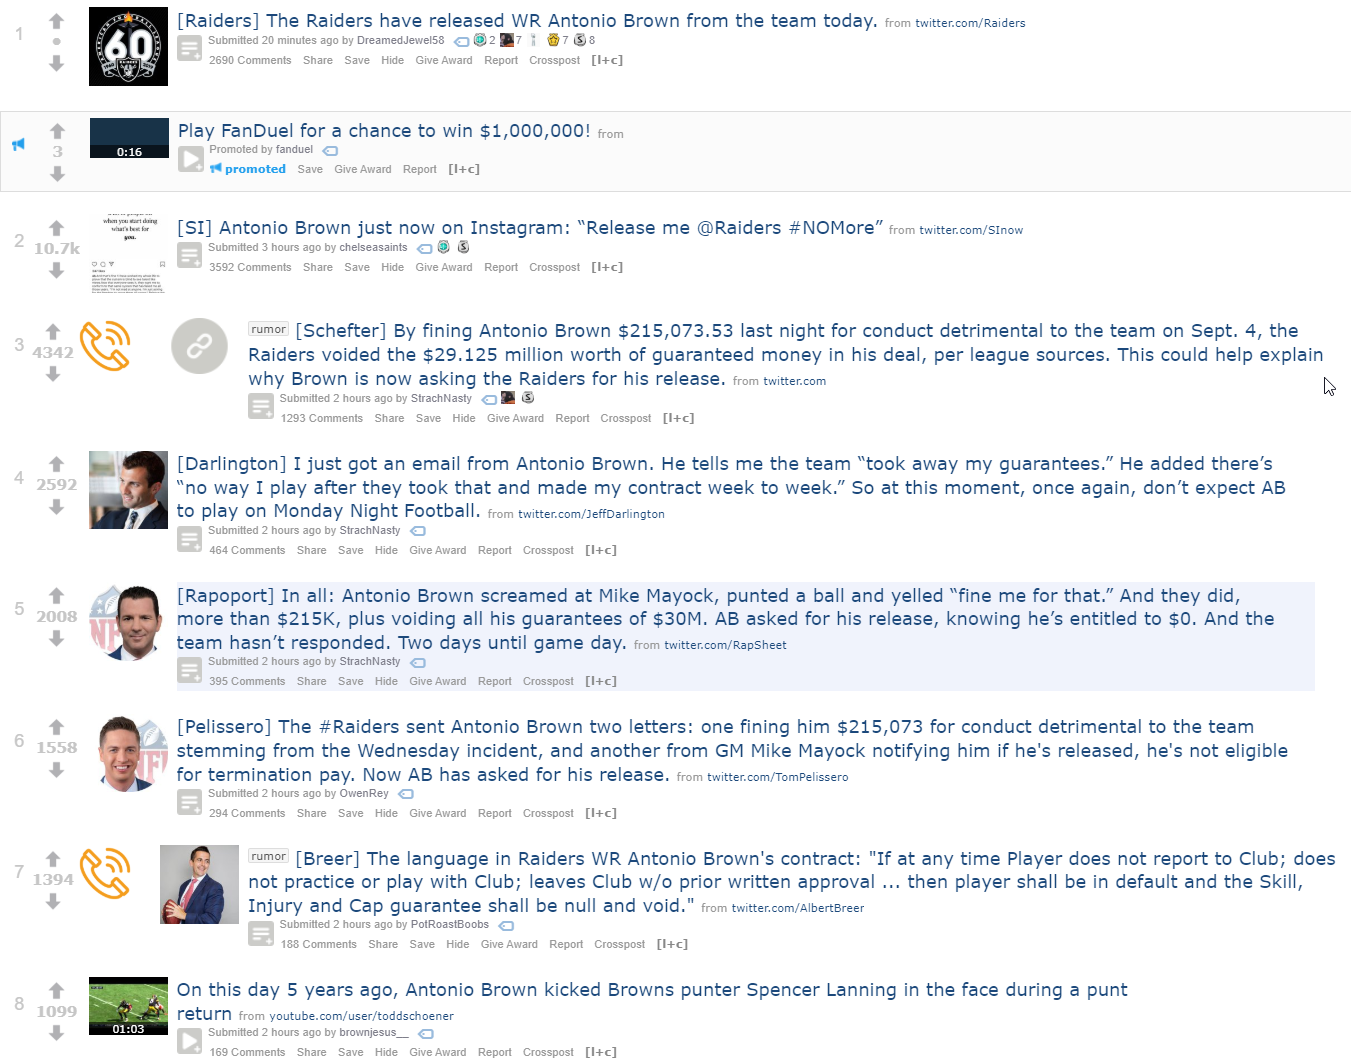 1
60
[Raiders] The Raiders have released WR Antonio Brown from the team today. from twitter.com/Raiders
Submitted 20 minutes ago by DreamedJewel58 2 7 7 8
2690 Comments Share Save Hide Give Award Report Crosspost [l+c]
3
0:16
Play FanDuel for a chance to win $1,000,000! from
Promoted by fanduel
promoted Save Give Award Report [l+c]
2
10.7k
when you start doing
what's best for
you.
[SI] Antonio Brown just now on Instagram: “Release me @Raiders #NOMore” from twitter.com/SInow
Submitted 3 hours ago by chelseasaints
3592 Comments Share Save Hide Give Award Report Crosspost [l+c]
3
4342
rumor [Schefter] By fining Antonio Brown $215,073.53 last night for conduct detrimental to the team on Sept. 4, the
Raiders voided the $29.125 million worth of guaranteed money in his deal, per league sources. This could help explain
why Brown is now asking the Raiders for his release. from twitter.com
Submitted 2 hours ago by StrachNasty
1293 Comments Share Save Hide Give Award Report Crosspost [l+c]
4
2592
[Darlington] I just got an email from Antonio Brown. He tells me the team “took away my guarantees.” He added there’s
“no way I play after they took that and made my contract week to week.” So at this moment, once again, don’t expect AB
to play on Monday Night Football. from twitter.com/JeffDarlington
Submitted 2 hours ago by StrachNasty
464 Comments Share Save Hide Give Award Report Crosspost [l+c]
5
2008
[Rapoport] In all: Antonio Brown screamed at Mike Mayock, punted a ball and yelled “fine me for that.” And they did,
more than $215K, plus voiding all his guarantees of $30M. AB asked for his release, knowing he’s entitled to $0. And the
team hasn’t responded. Two days until game day. from twitter.com/RapSheet
Submitted 2 hours ago by StrachNasty
395 Comments Share Save Hide Give Award Report Crosspost [l+c]
6
1558
[Pelissero] The #Raiders sent Antonio Brown two letters: one fining him $215,073 for conduct detrimental to the team
stemming from the Wednesday incident, and another from GM Mike Mayock notifying him if he's released, he's not eligible
for termination pay. Now AB has asked for his release. from twitter.com/TomPelissero
Submitted 2 hours ago by OwenRey
294 Comments Share Save Hide Give Award Report Crosspost [l+c]
7
1394
rumor [Breer] The language in Raiders WR Antonio Brown's contract: "If at any time Player does not report to Club; does
not practice or play with Club; leaves Club w/o prior written approval ... then player shall be in default and the Skill,
Injury and Cap guarantee shall be null and void." from twitter.com/AlbertBreer
Submitted 2 hours ago by PotRoastBoobs
188 Comments Share Save Hide Give Award Report Crosspost [l+c]
8
1099
01:03
On this day 5 years ago, Antonio Brown kicked Browns punter Spencer Lanning in the face during a punt
return from youtube.com/user/toddschoener
Submitted 2 hours ago by brownjesus__
169 Comments Share Save Hide Give Award Report Crosspost [l+c]